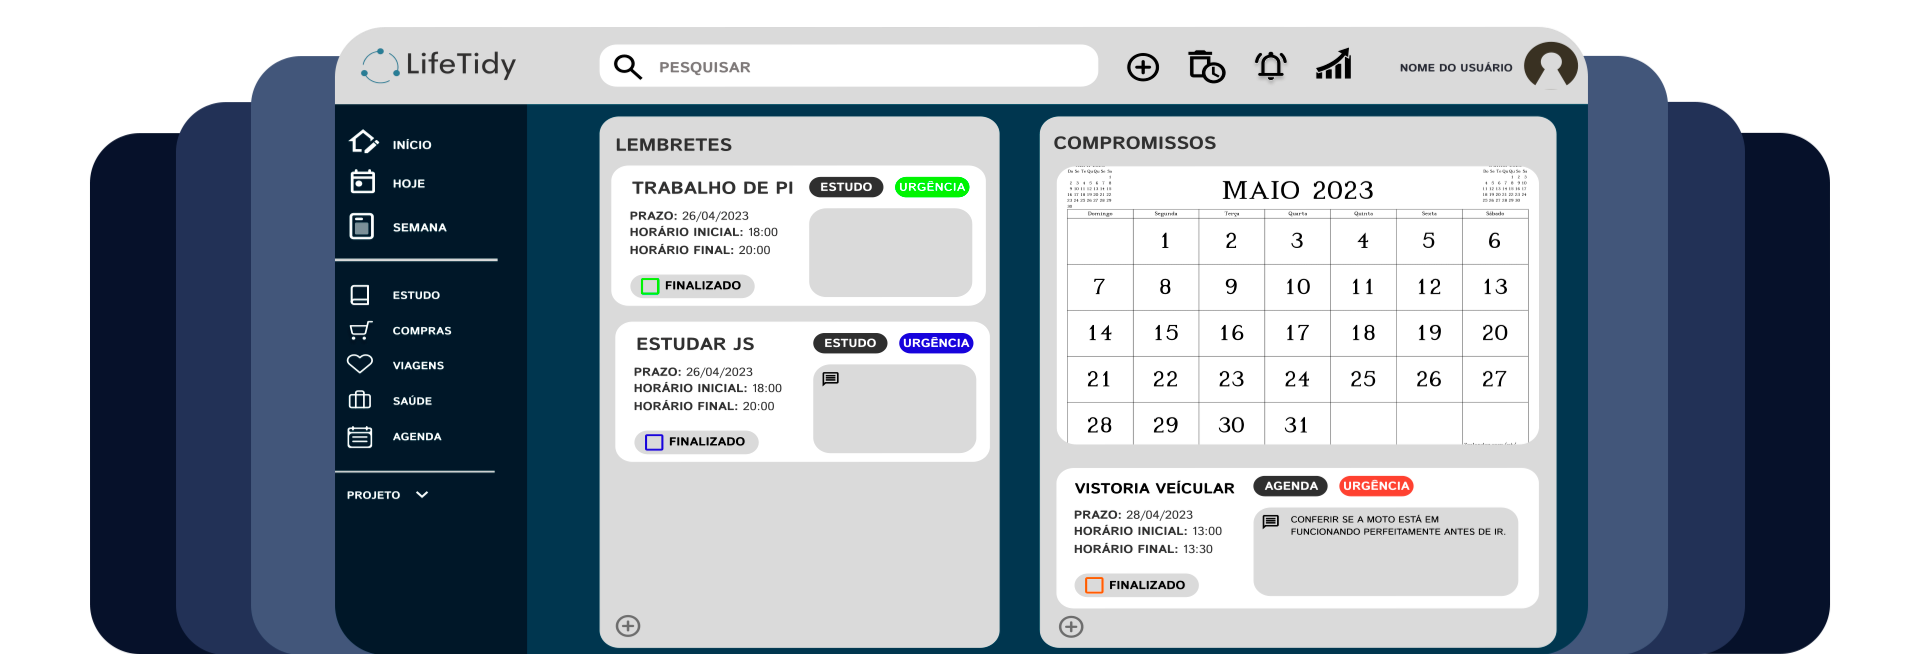 LifeTidy
PESQUISAR
NOME DO USUÁRIO
INÍCIO
HOJE
SEMANA
ESTUDO
COMPRAS
VIAGENS
SAÚDE
AGENDA
PROJETO
LEMBRETES
TRABALHO DE PI ESTUDO URGÊNCIA
PRAZO: 26/04/2023
HORÁRIO INICIAL: 18:00
HORÁRIO FINAL: 20:00
FINALIZADO
ESTUDAR JS ESTUDO URGÊNCIA
PRAZO: 26/04/2023
HORÁRIO INICIAL: 18:00
HORÁRIO FINAL: 20:00
FINALIZADO
COMPROMISSOS
MAIO 2023
Domingo Segunda Terça Quarta Quinta Sexta Sábado
1 2 3 4 5 6
7 8 9 10 11 12 13
14 15 16 17 18 19 20
21 22 23 24 25 26 27
28 29 30 31
VISTORIA VEÍCULAR AGENDA URGÊNCIA
PRAZO: 28/04/2023
HORÁRIO INICIAL: 13:00
HORÁRIO FINAL: 13:30
CONFERIR SE A MOTO ESTÁ EM
FUNCIONANDO PERFEITAMENTE ANTES DE IR.
FINALIZADO